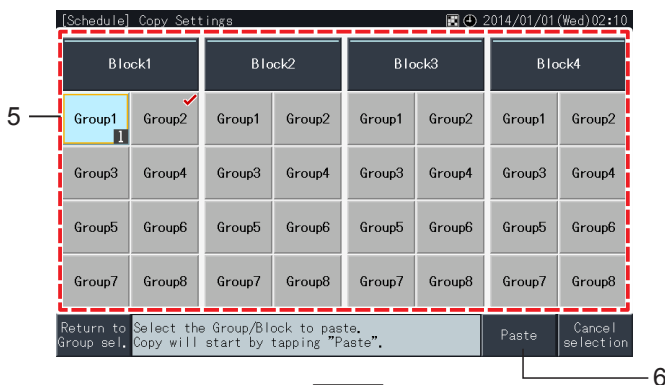 [Schedule] Copy Settings 2014/01/01(Wed)02:10
Block1 Block2 Block3 Block4
5
Group1 Group2 Group1 Group2 Group1 Group2 Group1 Group2
1
Group3 Group4 Group3 Group4 Group3 Group4 Group3 Group4
Group5 Group6 Group5 Group6 Group5 Group6 Group5 Group6
Group7 Group8 Group7 Group8 Group7 Group8 Group7 Group8
Return to
Group sel.
Select the Group/Block to paste.
Copy will start by tapping ”Paste”.
Paste
Cancel
selection
6